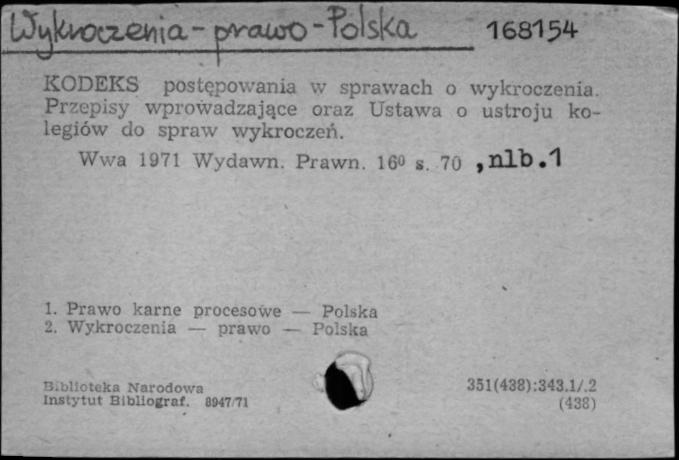 Wykroczenia - prawo - Polska 168154
KODEKS postępowania w sprawach o wykroczenia.
Przepisy wprowadzające oraz Ustawa o ustroju ko-
legiów do spraw wykroczeń.
Wwa 1971 Wydawn. Prawn. 16⁰ s. 70 , nlb. 1
1. Prawo karne procesowe — Polska
2. Wykroczenia — prawo — Polska
Biblioteka Narodowa
Instytut Bibliograf. 8947/71
351(438):343.1/.2
(438)